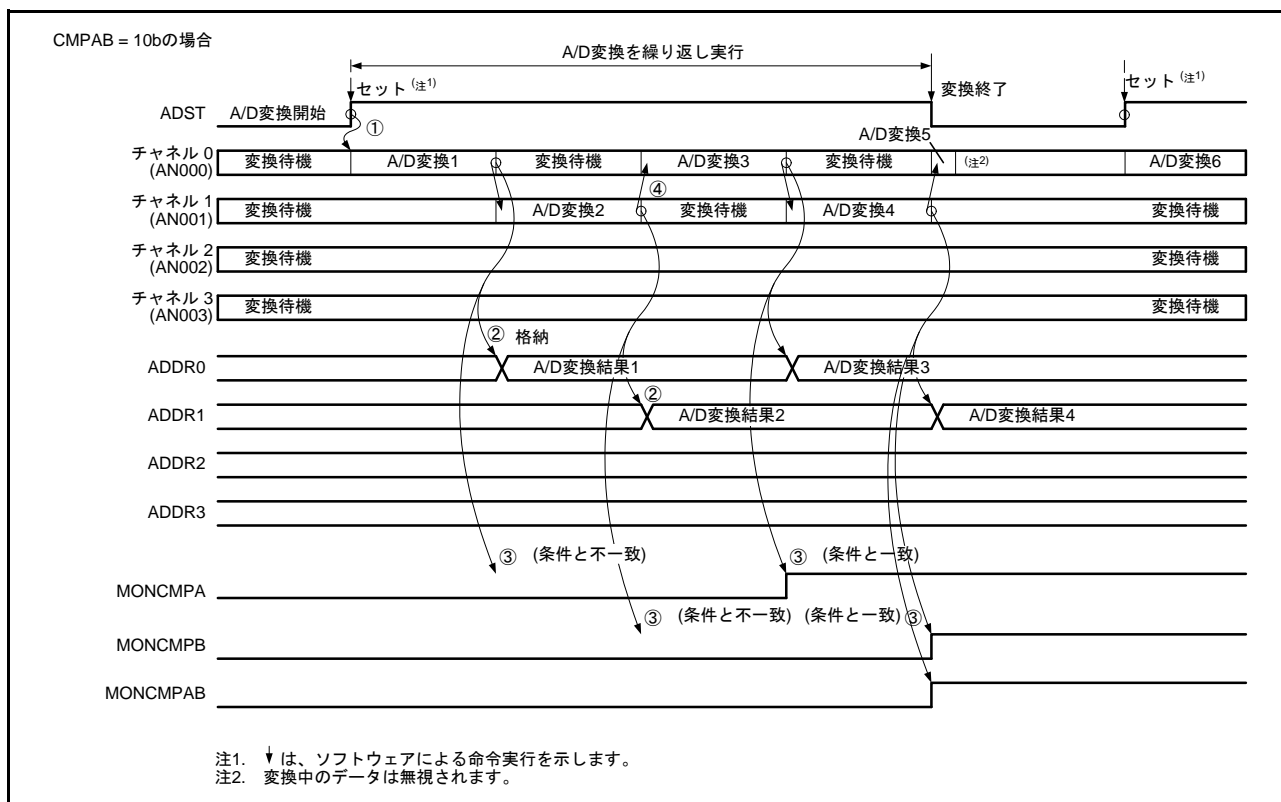 CMPAB = 10bの場合
A/D変換を繰り返し実行
セット (注1)
変換終了
セット (注1)
ADST
A/D変換開始
①
A/D変換5
チャネル 0
(AN000)
変換待機
A/D変換1
変換待機
A/D変換3
変換待機
(注2)
A/D変換6
④
チャネル 1
(AN001)
変換待機
A/D変換2
変換待機
A/D変換4
変換待機
チャネル 2
(AN002)
変換待機
変換待機
チャネル 3
(AN003)
変換待機
変換待機
② 格納
ADDR0
A/D変換結果1
A/D変換結果3
②
ADDR1
A/D変換結果2
A/D変換結果4
ADDR2
ADDR3
③ (条件と不一致)
③ (条件と一致)
MONCMPA
③ (条件と不一致)
(条件と一致) ③
MONCMPB
MONCMPAB
注1. は、ソフトウェアによる命令実行を示します。
注2. 変換中のデータは無視されます。